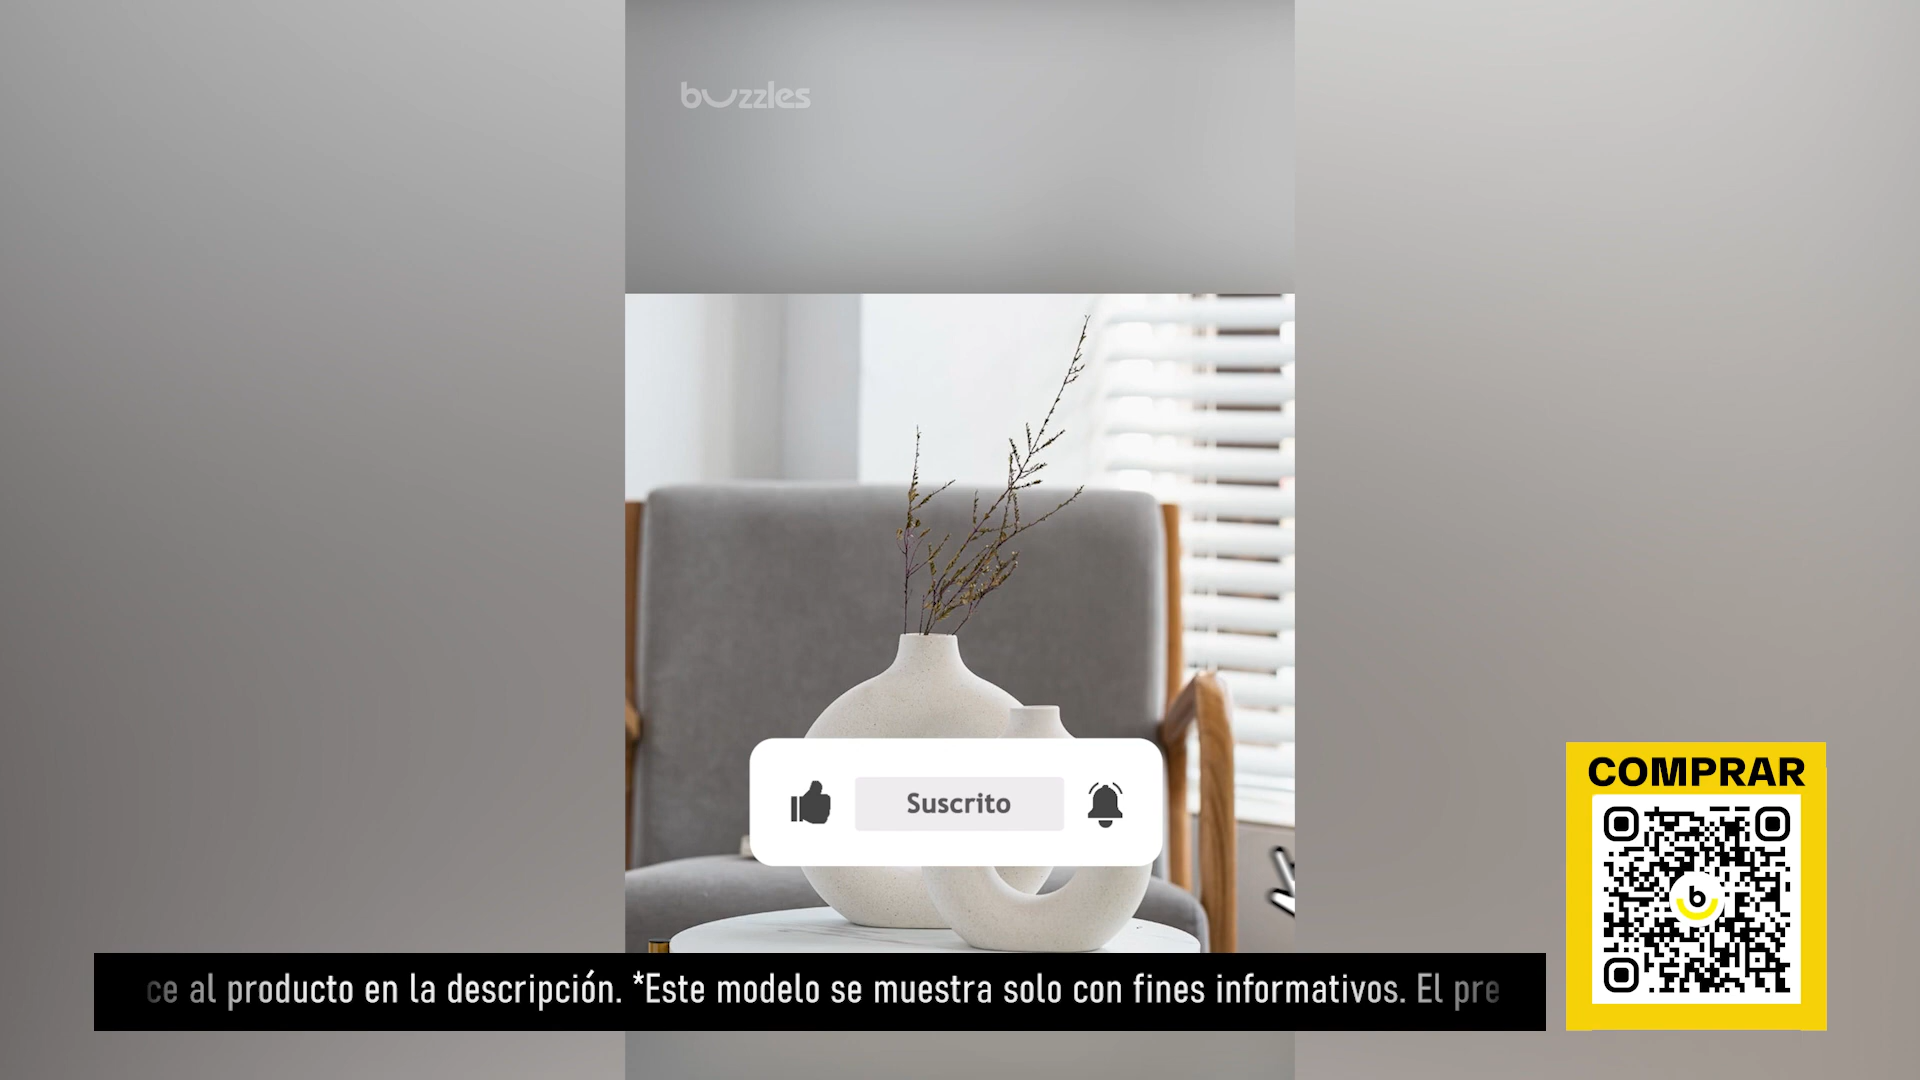 buzzles
Suscrito
COMPRAR
b
ce al producto en la descripción. *Este modelo se muestra solo con fines informativos. El pre